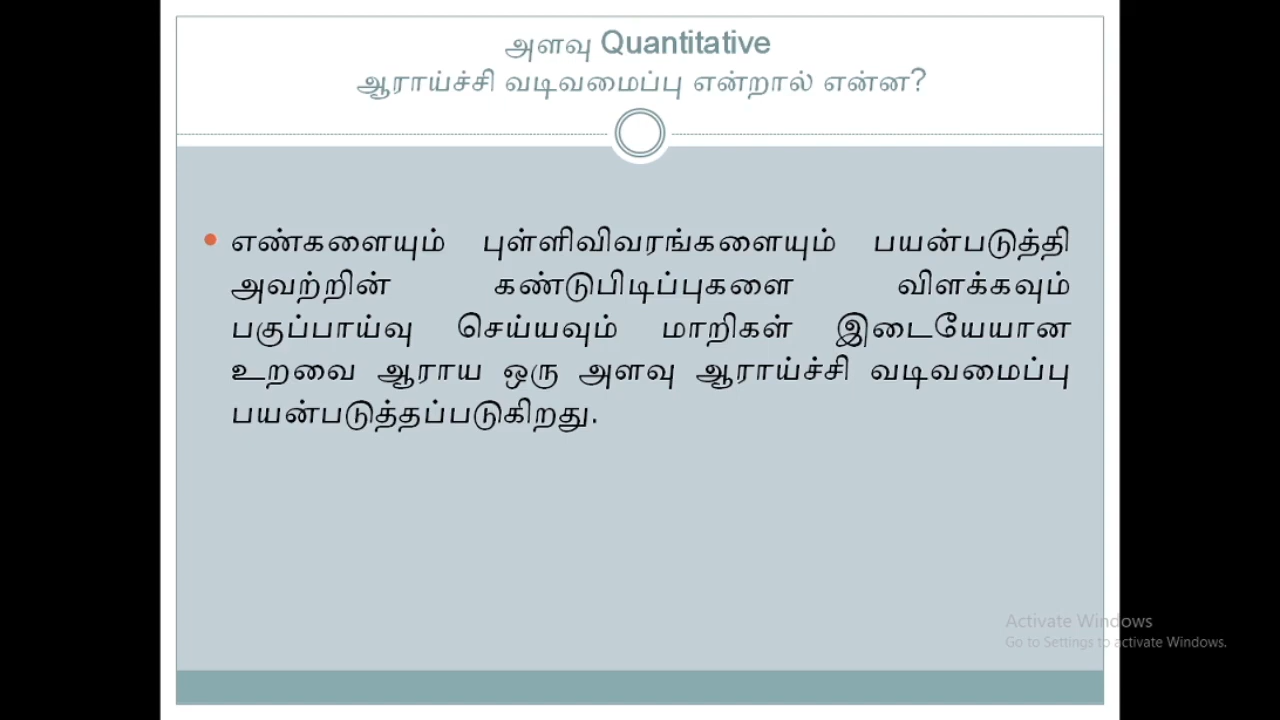 அளவு Quantitative
ஆராய்ச்சி வடிவமைப்பு என்றால் என்ன?
எண்களையும் புள்ளிவிவரங்களையும் பயன்படுத்தி
அவற்றின் கண்டுபிடிப்புகளை விளக்கவும்
பகுப்பாய்வு செய்யவும் மாறிகள் இடையேயான
உறவை ஆராய ஒரு அளவு ஆராய்ச்சி வடிவமைப்பு
பயன்படுத்தப்படுகிறது.
Activate Windows
Go to Settings to activate Windows.